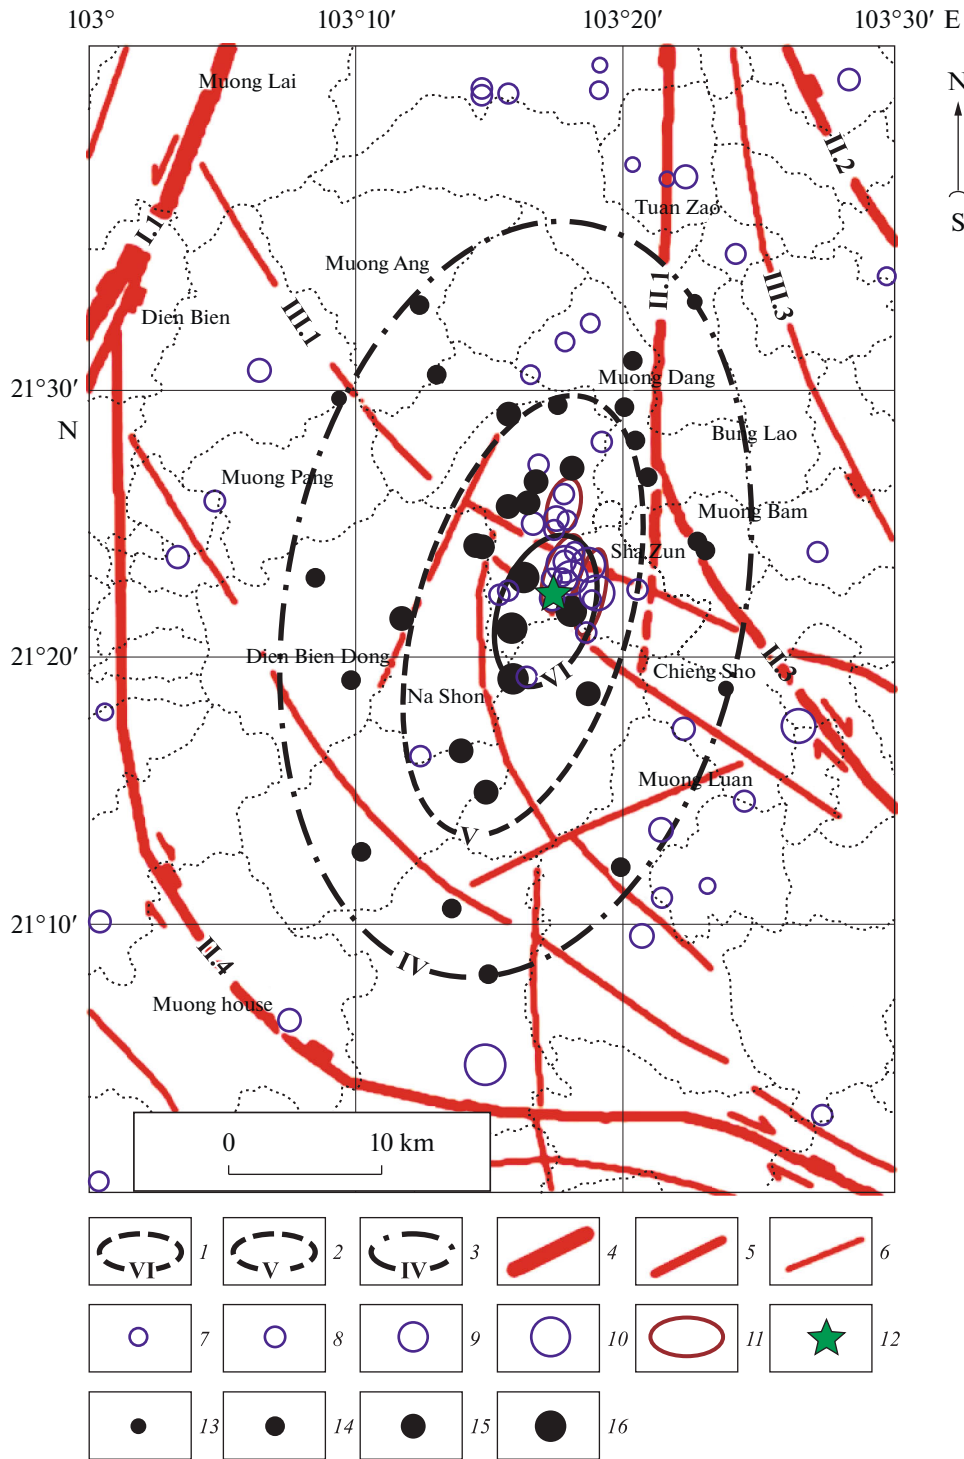 103° 103°10′ 103°20′ 103°30′ E
Muong Lai
N
S
II.2
Tuan Zao
I.1
Muong Ang
II.1
III.3
Dien Bien
III.1
21°30′
N
Muong Dang
Bung Lao
Muong Pang
Muong Bam
Sha Zun
21°20′
Dien Bien Dong
VI
II.3
Chieng Sho
Na Shon
Muong Luan
V
21°10′
II.4
IV
Muong house
0 10 km
VI 1 V 2 IV 3 4 5 6
7 8 9 10 11 12
13 14 15 16